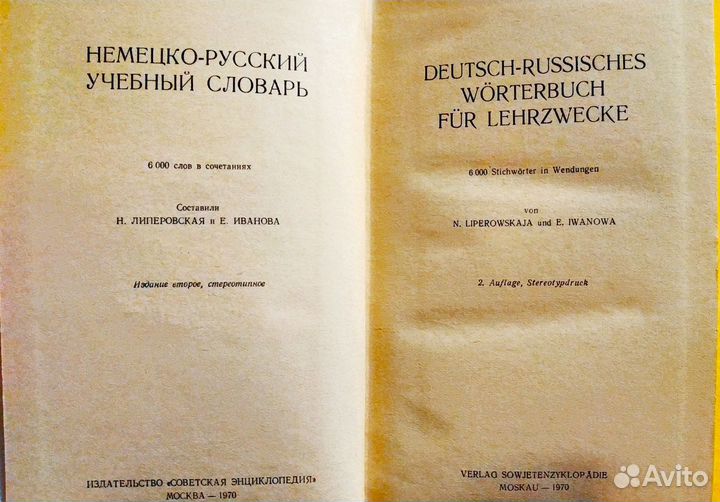 НЕМЕЦКО-РУССКИЙ
УЧЕБНЫЙ СЛОВАРЬ
6 000 слов в сочетаниях
Составили
Н. ЛИПЕРОВСКАЯ и Е. ИВАНОВА
Издание второе, стереотипное
ИЗДАТЕЛЬСТВО «СОВЕТСКАЯ ЭНЦИКЛОПЕДИЯ»
МОСКВА — 1970
DEUTSCH-RUSSISCHES
WÖRTERBUCH
FÜR LEHRZWECKE
6 000 Stichwörter in Wendungen
von
N. LIPEROWSKAJA und E. IWANOWA
2. Auflage, Stereotypdruck
VERLAG SOWJETENZYKLOPÄDIE
MOSKAU — 1970
Avito